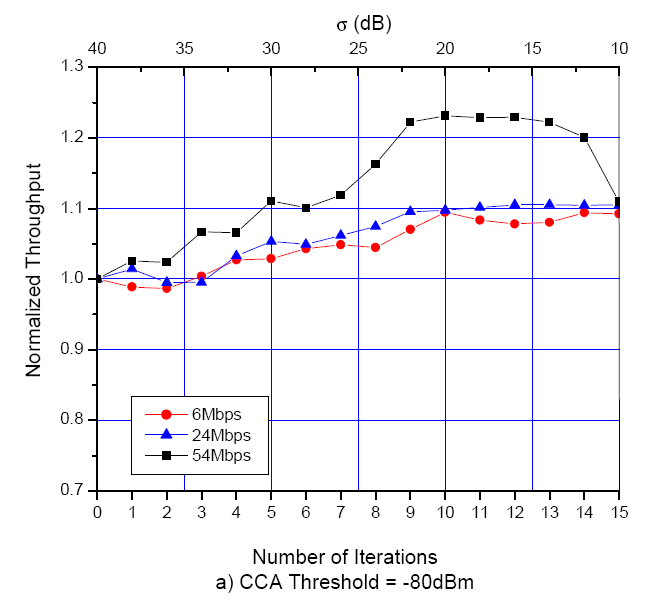 σ (dB)
40 35 30 25 20 15 10
1.3
1.2
1.1
1.0
0.9
0.8
0.7
Normalized Throughput
6Mbps
24Mbps
54Mbps
0 1 2 3 4 5 6 7 8 9 10 11 12 13 14 15
Number of Iterations
a) CCA Threshold = -80dBm